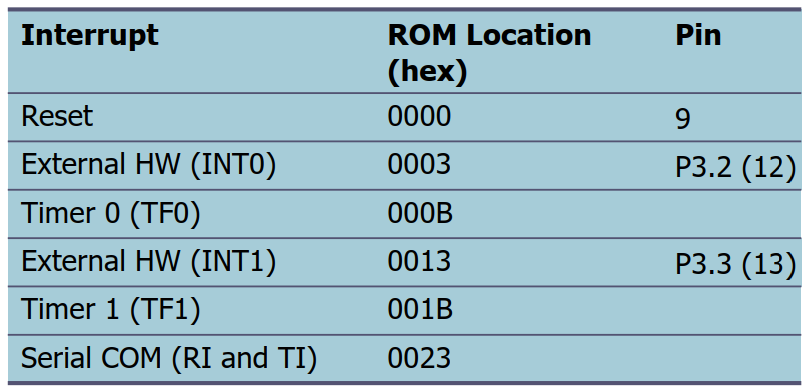 Interrupt ROM Location Pin
(hex)
Reset 0000 9
External HW (INT0) 0003 P3.2 (12)
Timer 0 (TF0) 000B
External HW (INT1) 0013 P3.3 (13)
Timer 1 (TF1) 001B
Serial COM (RI and TI) 0023